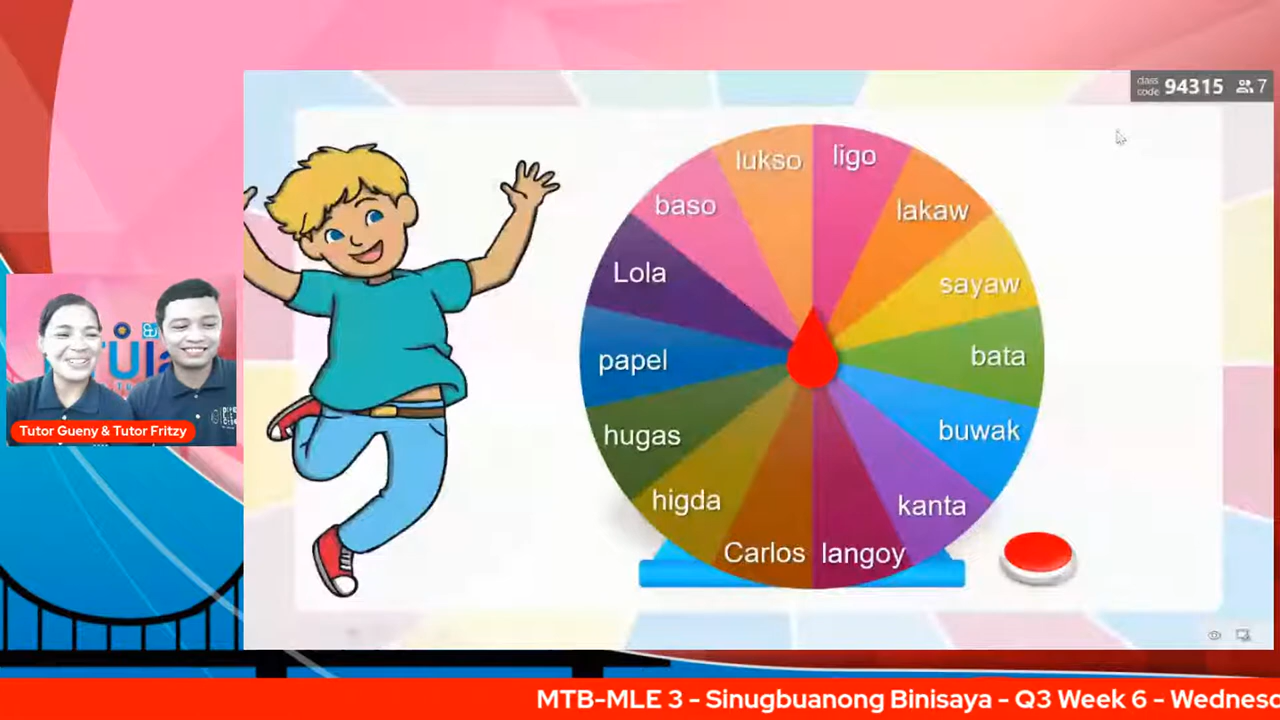 class
code 94315 7
lukso
ligo
baso
lakaw
Lola
sayaw
papel
bata
hugas
buwak
higda
kanta
Carlos
langoy
Tutor Gueny & Tutor Fritzy
MTB-MLE 3 - Sinugbuanong Binisaya - Q3 Week 6 - Wednesd